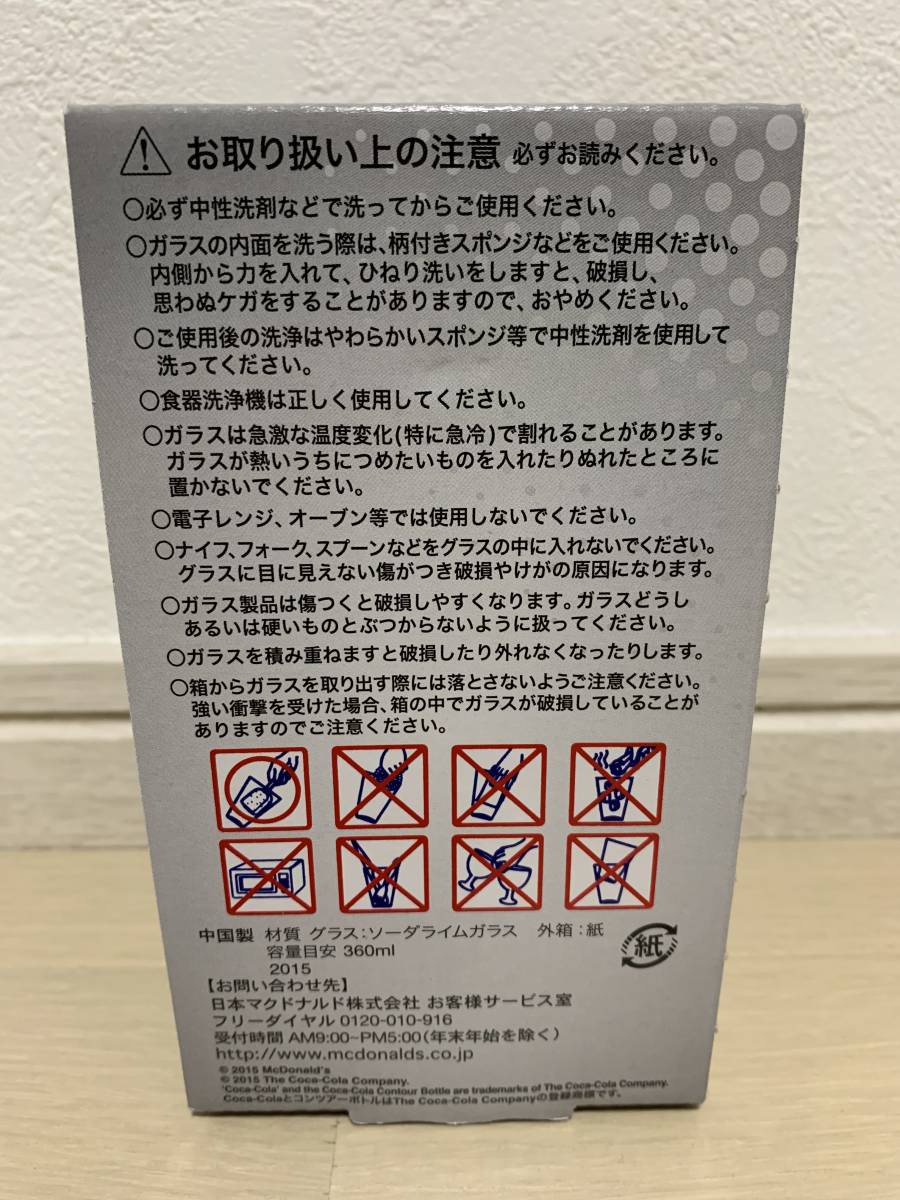 お取り扱い上の注意 必ずお読みください。
○必ず中性洗剤などで洗ってからご使用ください。
○ガラスの内面を洗う際は、柄付きスポンジなどをご使用ください。
内側から力を入れて、ひねり洗いをしますと、破損し、
思わぬケガをすることがありますので、おやめください。
○ご使用後の洗浄はやわらかいスポンジ等で中性洗剤を使用して
洗ってください。
○食器洗浄機は正しく使用してください。
○ガラスは急激な温度変化(特に急冷)で割れることがあります。
ガラスが熱いうちにつめたいものを入れたりぬれたところに
置かないでください。
○電子レンジ、オーブン等では使用しないでください。
○ナイフ、フォーク、スプーンなどをグラスの中に入れないでください。
グラスに目に見えない傷がつき破損やけがの原因になります。
○ガラス製品は傷つくと破損しやすくなります。ガラスどうし
あるいは硬いものとぶつからないように扱ってください。
○ガラスを積み重ねますと破損したり外れなくなったりします。
○箱からガラスを取り出す際には落とさないようご注意ください。
強い衝撃を受けた場合、箱の中でガラスが破損していることが
ありますのでご注意ください。
中国製 材質 グラス:ソーダライムガラス 外箱:紙
紙
容量目安 360ml
2015
【お問い合わせ先】
日本マクドナルド株式会社 お客様サービス室
フリーダイヤル 0120-010-916
受付時間 AM9:00~PM5:00(年末年始を除く)
http://www.mcdonalds.co.jp
© 2015 McDonald's
© 2015 The Coca-Cola Company.
'Coca-Cola' and the Coca-Cola Contour Bottle are trademarks of The Coca-Cola Company.
Coca-ColaとコンツアーボトルはThe Coca-Cola Companyの登録商標です。